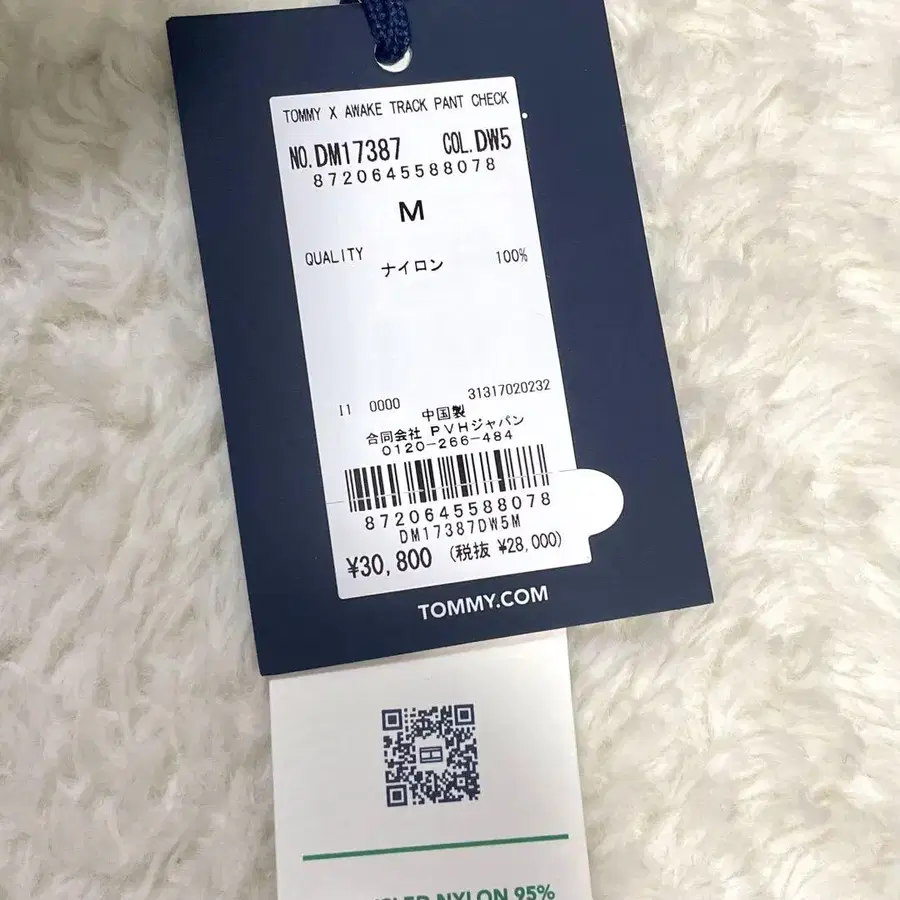 TOMMY X AWAKE TRACK PANT CHECK
NO.DM17387 COL.DW5
8720645588078
M
QUALITY ナイロン 100%
I1 0000 31317020232
中国製
合同会社 PVHジャパン
0120-266-484
8720645588078
DM17387DW5M
¥30,800 (税抜 ¥28,000)
TOMMY.COM
NYLON 95%